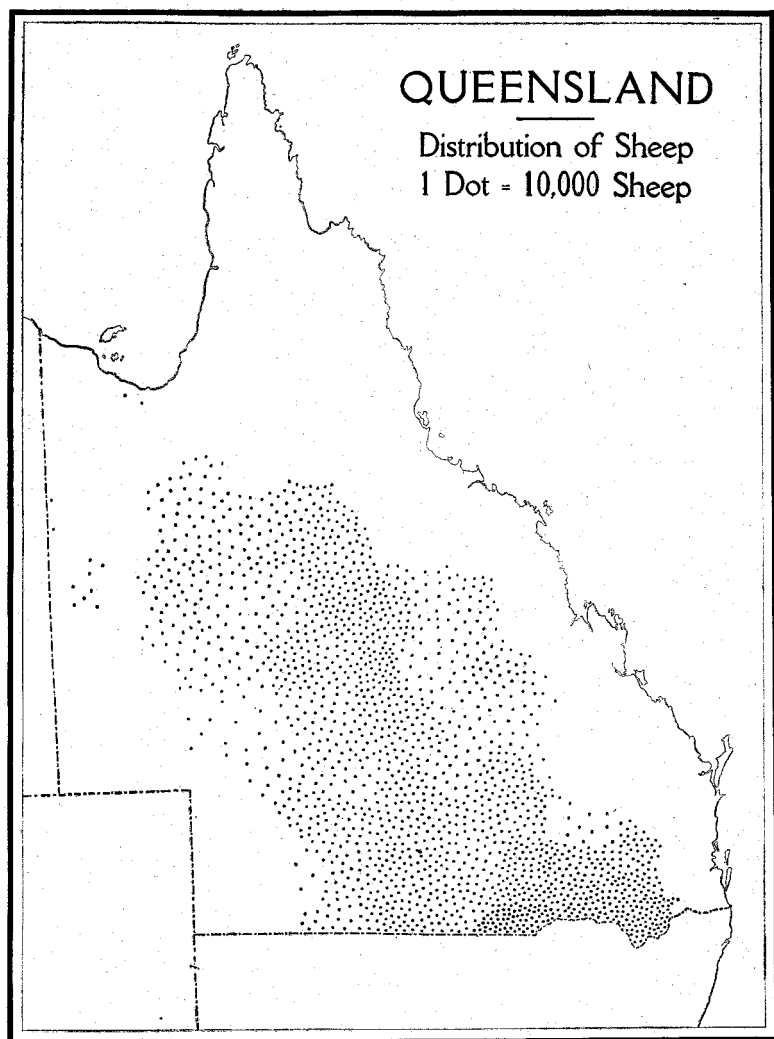 QUEENSLAND
Distribution of Sheep
1 Dot = 10,000 Sheep